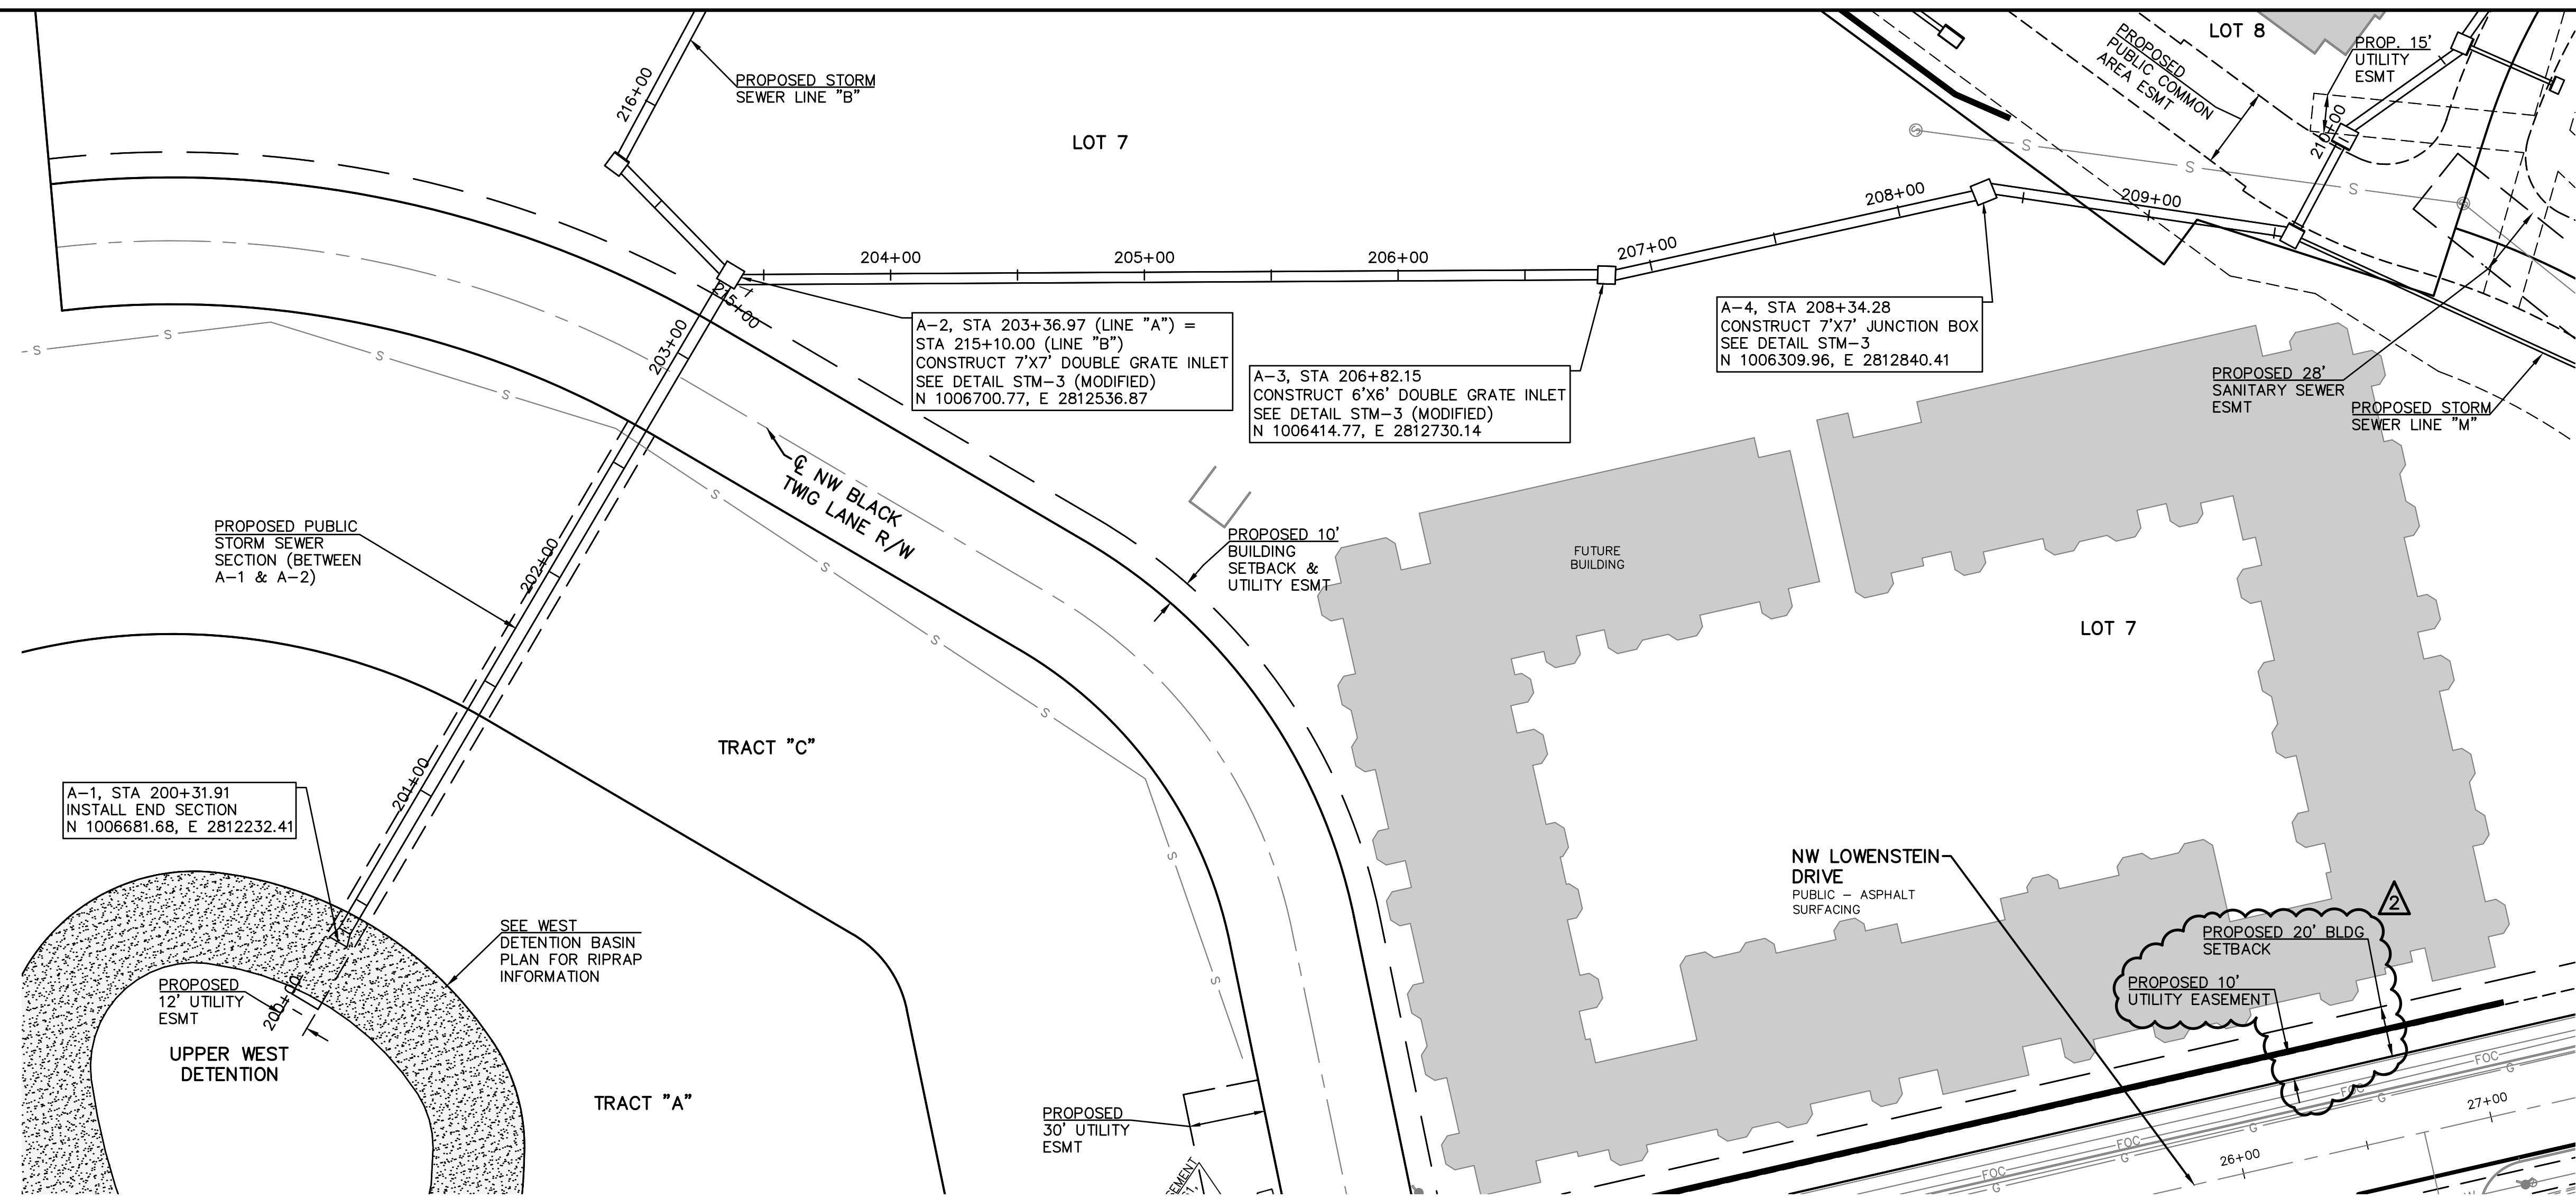 PROPOSED STORM
SEWER LINE "B"
216+00
LOT 7
LOT 8
PROPOSED
PUBLIC COMMON
AREA ESMT
PROP. 15'
UTILITY
ESMT
210+00
S
S
S
S
S
209+00
208+00
207+00
206+00
205+00
204+00
215+00
203+00
A-2, STA 203+36.97 (LINE "A") =
STA 215+10.00 (LINE "B")
CONSTRUCT 7'X7' DOUBLE GRATE INLET
SEE DETAIL STM-3 (MODIFIED)
N 1006700.77, E 2812536.87
A-3, STA 206+82.15
CONSTRUCT 6'X6' DOUBLE GRATE INLET
SEE DETAIL STM-3 (MODIFIED)
N 1006414.77, E 2812730.14
A-4, STA 208+34.28
CONSTRUCT 7'X7' JUNCTION BOX
SEE DETAIL STM-3
N 1006309.96, E 2812840.41
PROPOSED 28'
SANITARY SEWER
ESMT
PROPOSED STORM
SEWER LINE "M"
S
S
S
S
S
S
S
S
S
S
S
℄ NW BLACK
TWIG LANE R/W
PROPOSED PUBLIC
STORM SEWER
SECTION (BETWEEN
A-1 & A-2)
202+00
PROPOSED 10'
BUILDING
SETBACK &
UTILITY ESMT
FUTURE
BUILDING
LOT 7
TRACT "C"
201+00
A-1, STA 200+31.91
INSTALL END SECTION
N 1006681.68, E 2812232.41
NW LOWENSTEIN
DRIVE
PUBLIC - ASPHALT
SURFACING
2
PROPOSED 20' BLDG
SETBACK
PROPOSED 10'
UTILITY EASEMENT
SEE WEST
DETENTION BASIN
PLAN FOR RIPRAP
INFORMATION
PROPOSED
12' UTILITY
ESMT
200+00
UPPER WEST
DETENTION
TRACT "A"
PROPOSED
30' UTILITY
ESMT
FOC
FOC
FOC
FOC
G
G
G
G
G
27+00
26+00